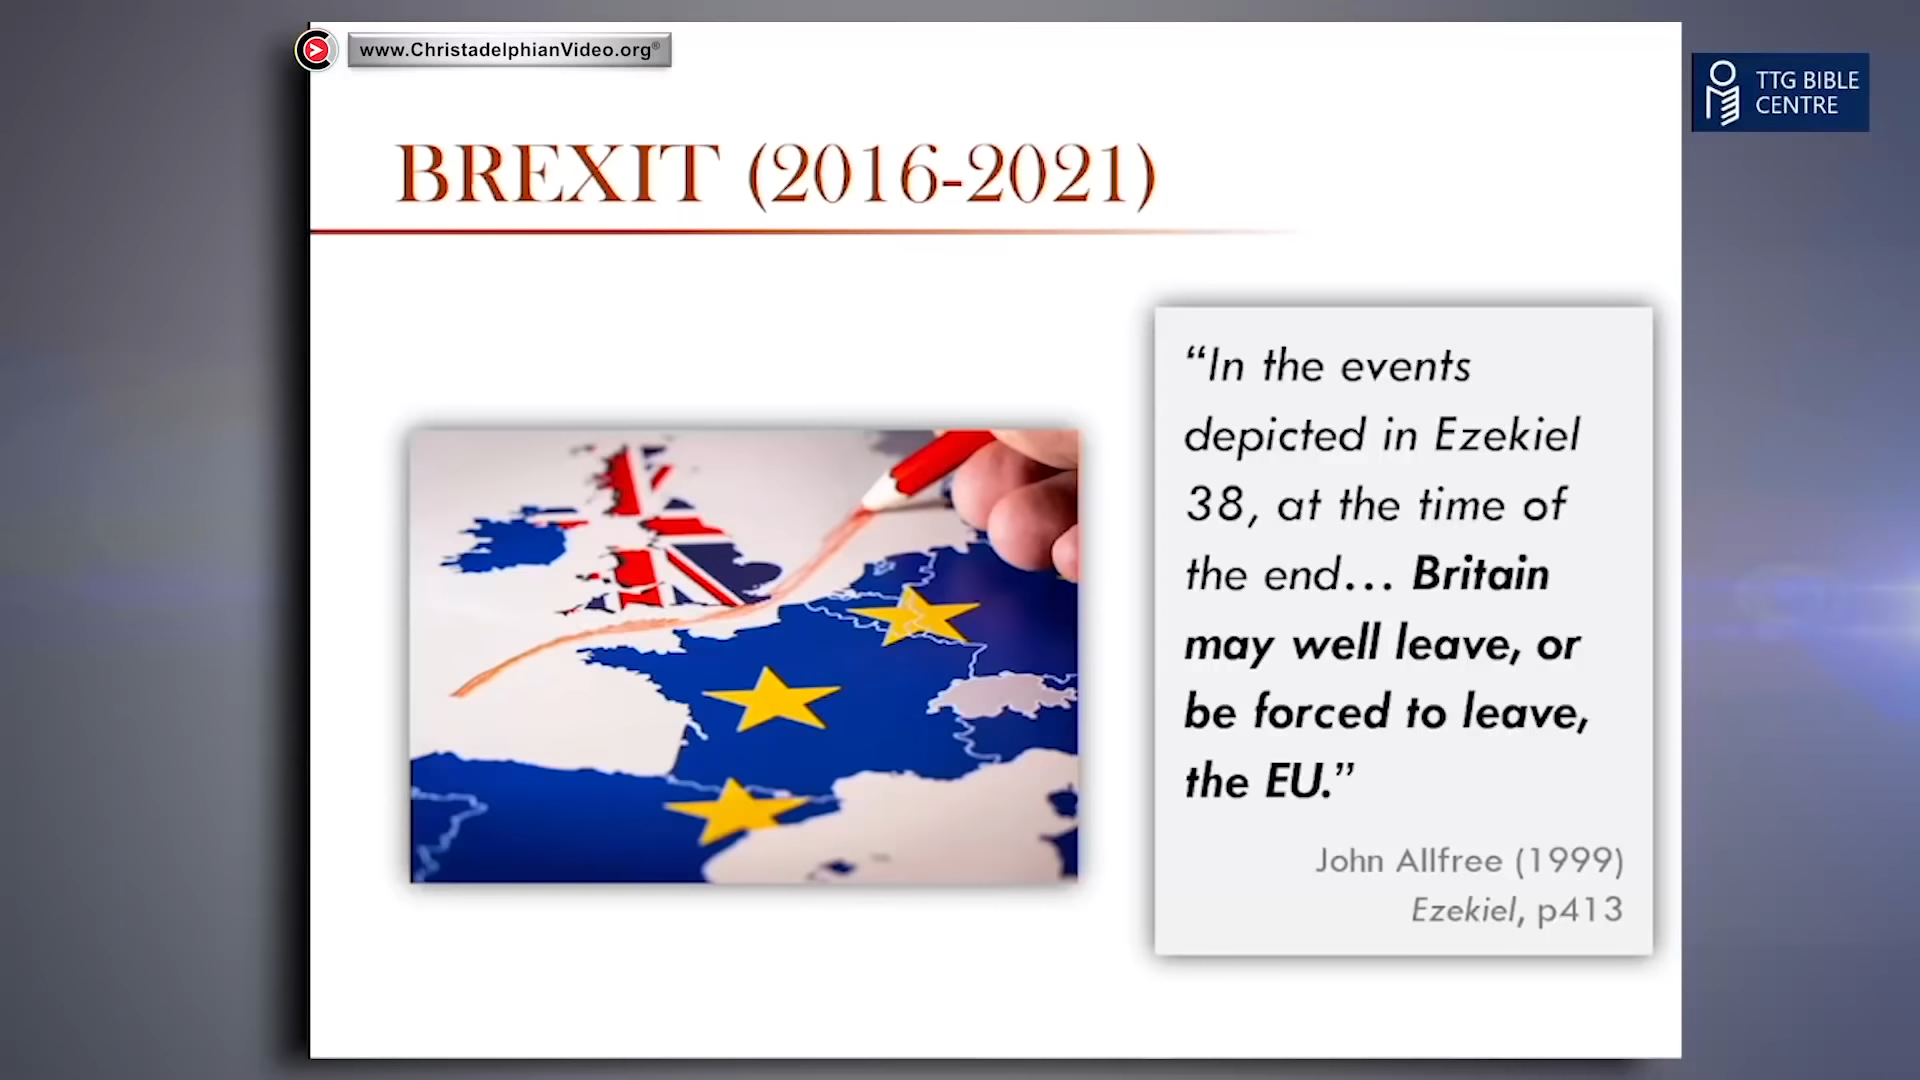 www.ChristadelphianVideo.org®
TTG BIBLE
CENTRE
BREXIT (2016-2021)
“In the events
depicted in Ezekiel
38, at the time of
the end… Britain
may well leave, or
be forced to leave,
the EU.”
John Allfree (1999)
Ezekiel, p413